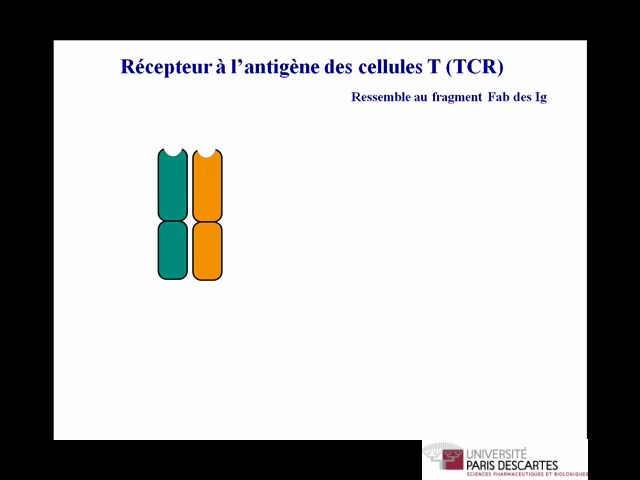 Récepteur à l’antigène des cellules T (TCR)
Ressemble au fragment Fab des Ig
UNIVERSITÉ
PARIS DESCARTES
SCIENCES PHARMACEUTIQUES ET BIOLOGIQUES